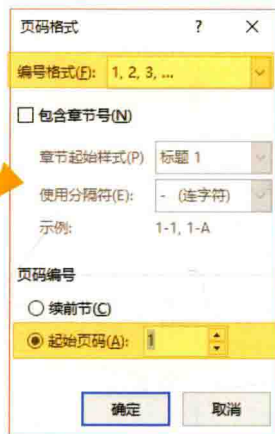 页码格式 ? ×
编号格式(F): 1, 2, 3, ...
包含章节号(N)
章节起始样式(P) 标题 1
使用分隔符(E): - (连字符)
示例: 1-1, 1-A
页码编号
续前节(C)
起始页码(A): 1
确定 取消